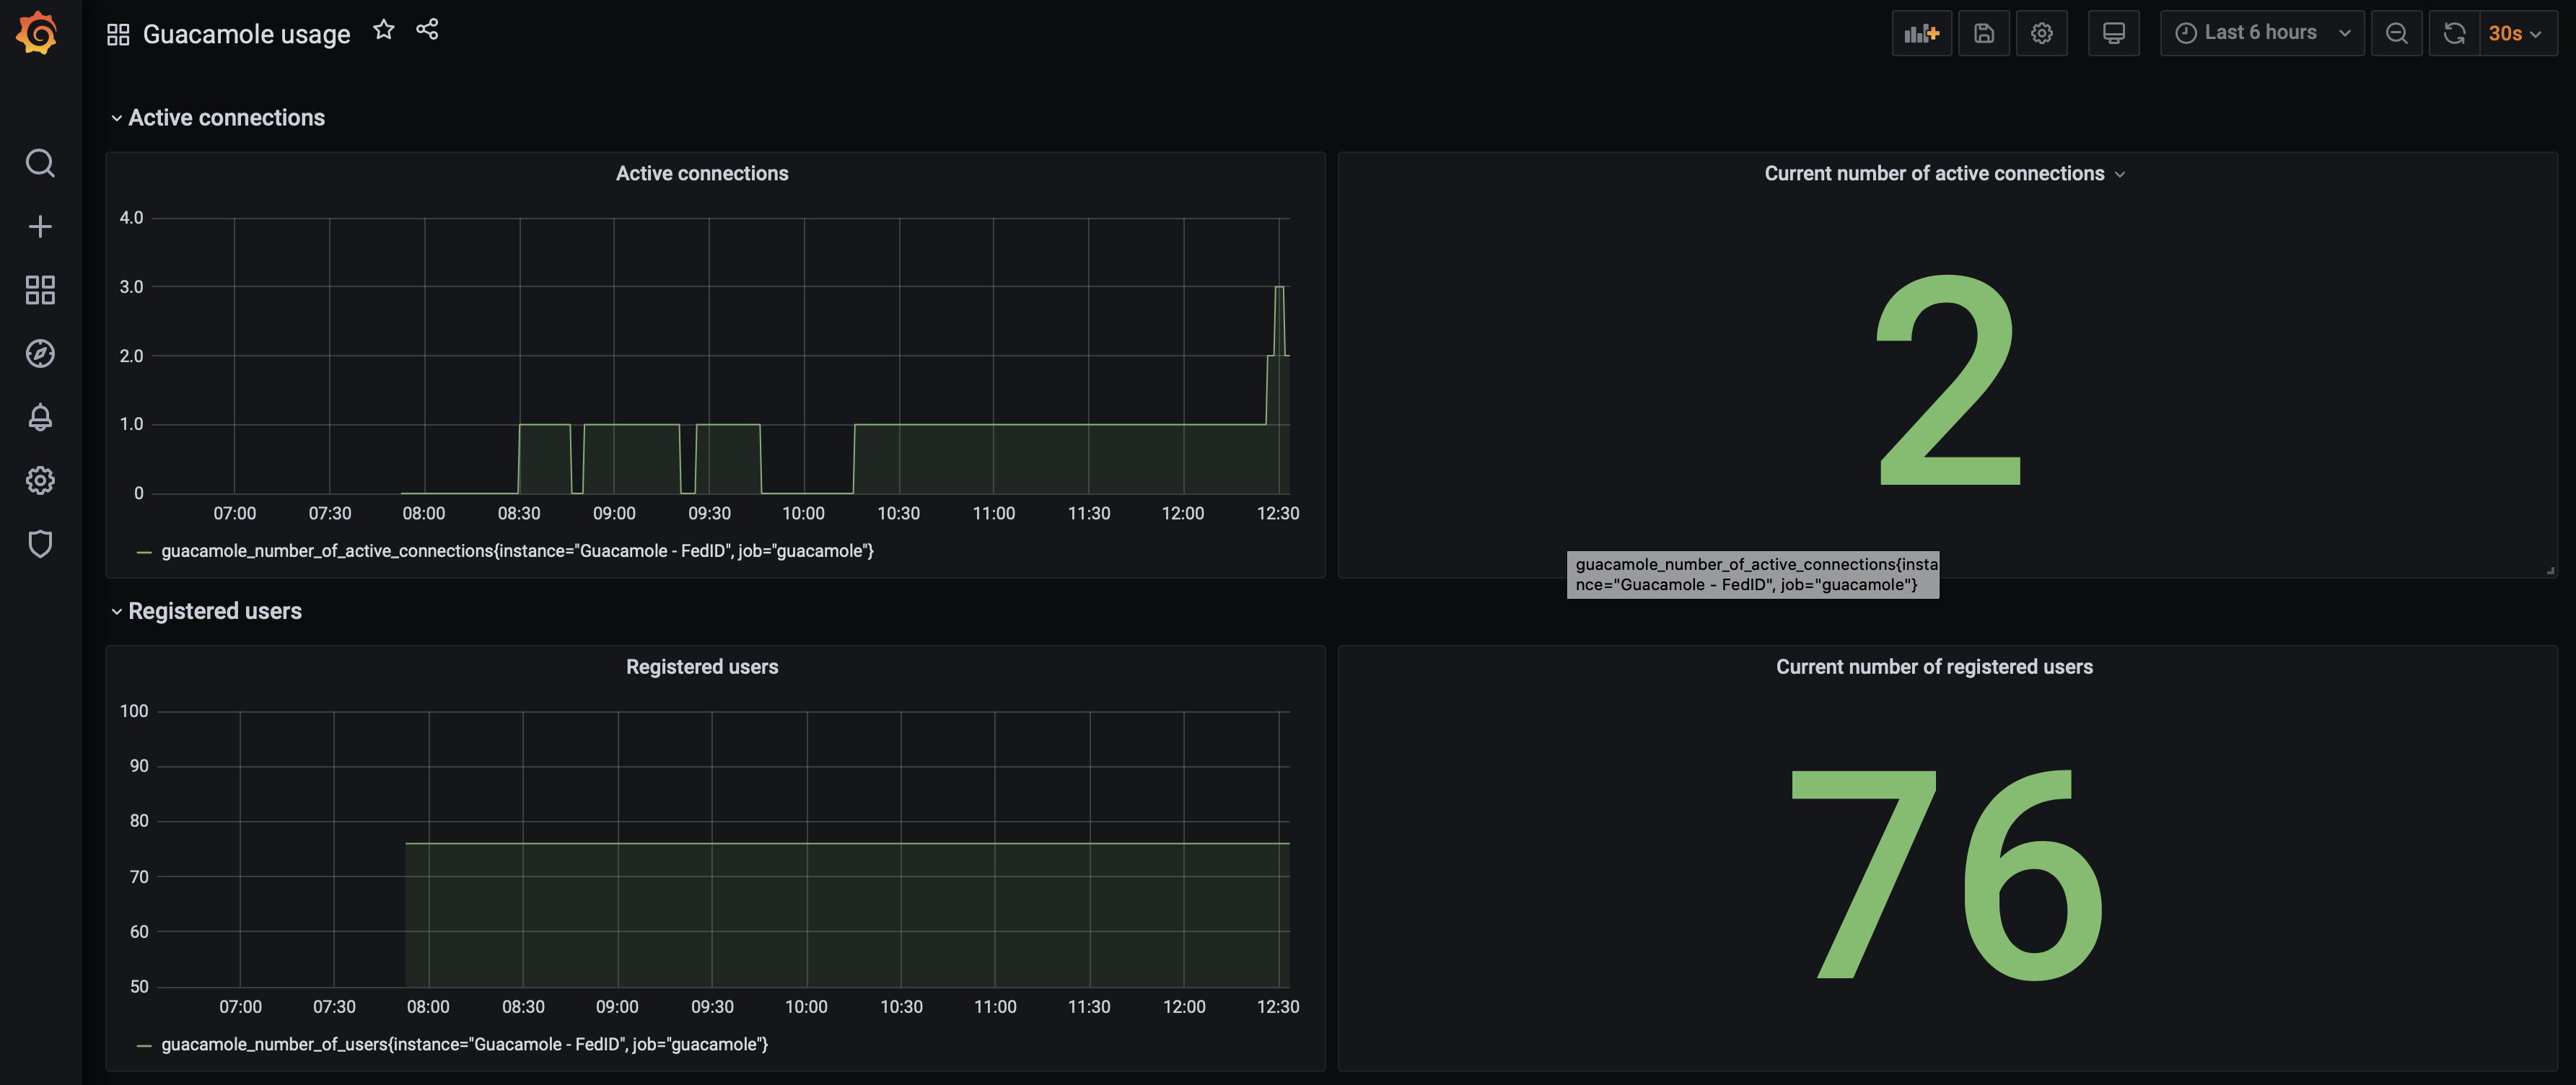 Guacamole usage
Last 6 hours
30s
Active connections
Active connections
4.0
3.0
2.0
1.0
0
07:00 07:30 08:00 08:30 09:00 09:30 10:00 10:30 11:00 11:30 12:00 12:30
guacamole_number_of_active_connections{instance="Guacamole - FedID", job="guacamole"}
Current number of active connections
2
guacamole_number_of_active_connections{insta
nce="Guacamole - FedID", job="guacamole"}
Registered users
Registered users
100
90
80
70
60
50
07:00 07:30 08:00 08:30 09:00 09:30 10:00 10:30 11:00 11:30 12:00 12:30
guacamole_number_of_users{instance="Guacamole - FedID", job="guacamole"}
Current number of registered users
76